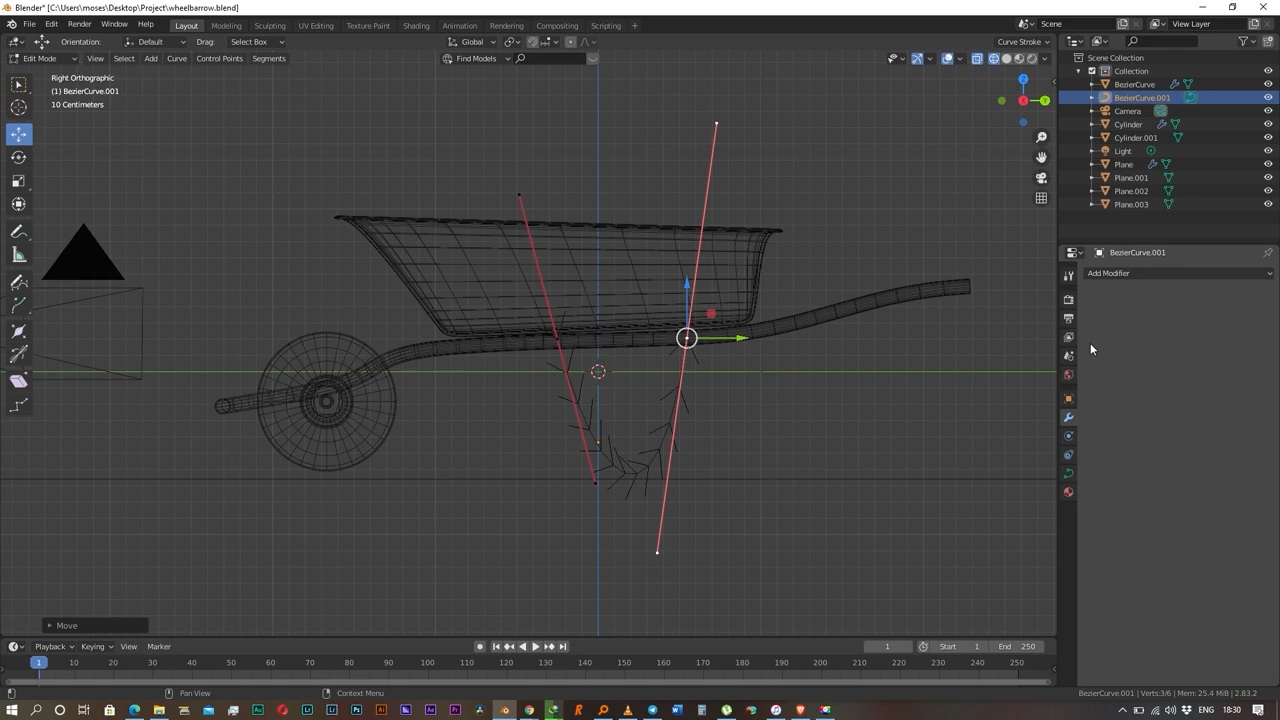 Blender* [C:\Users\moses\Desktop\Project\wheelbarrow.blend]
File Edit Render Window Help Layout Modeling Sculpting UV Editing Texture Paint Shading Animation Rendering Compositing Scripting + Scene View Layer
Orientation: Default Drag: Select Box Global Curve Stroke
Edit Mode View Select Add Curve Control Points Segments Find Models
Right Orthographic
(1) BezierCurve.001
10 Centimeters
Z
Y
X
Scene Collection
Collection
BezierCurve
BezierCurve.001
Camera
Cylinder
Cylinder.001
Light
Plane
Plane.001
Plane.002
Plane.003
BezierCurve.001
Add Modifier
Move
Playback Keying View Marker 1 Start 1 End 250
1 10 20 30 40 50 60 70 80 90 100 110 120 130 140 150 160 170 180 190 200 210 220 230 240 250
Pan View Context Menu BezierCurve.001 | Verts:3/6 | Mem: 25.4 MiB | 2.83.2
ENG 18:30